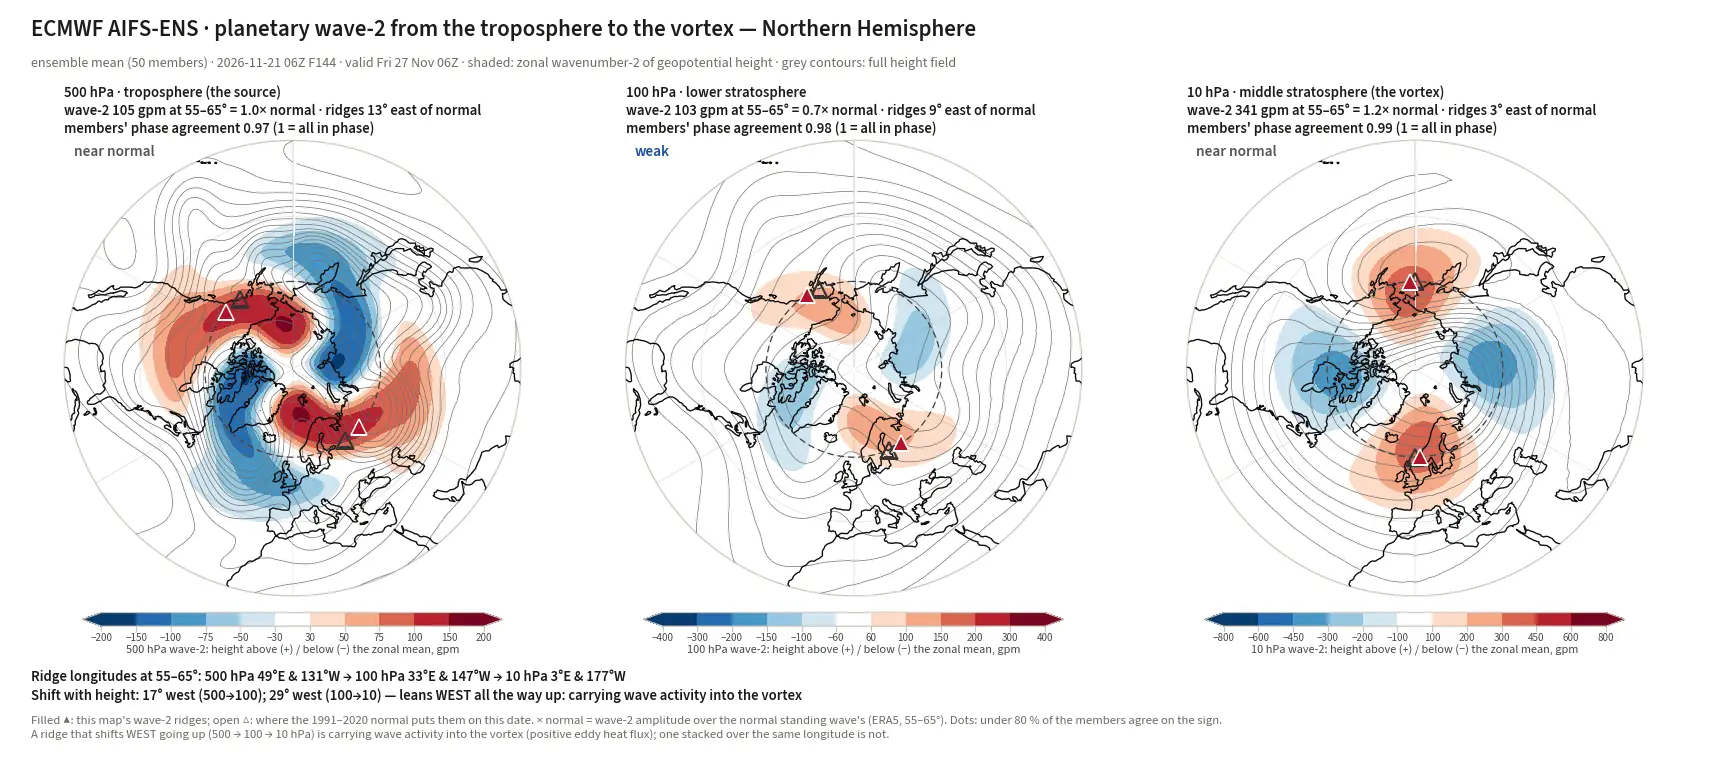 ECMWF AIFS-ENS · planetary wave-2 from the troposphere to the vortex — Northern Hemisphere
ensemble mean (50 members) · 2026-11-21 06Z F144 · valid Fri 27 Nov 06Z · shaded: zonal wavenumber-2 of geopotential height · grey contours: full height field
500 hPa · troposphere (the source)
wave-2 105 gpm at 55–65° = 1.0× normal · ridges 13° east of normal
members' phase agreement 0.97 (1 = all in phase)
near normal
100 hPa · lower stratosphere
wave-2 103 gpm at 55–65° = 0.7× normal · ridges 9° east of normal
members' phase agreement 0.98 (1 = all in phase)
weak
10 hPa · middle stratosphere (the vortex)
wave-2 341 gpm at 55–65° = 1.2× normal · ridges 3° east of normal
members' phase agreement 0.99 (1 = all in phase)
near normal
−200 −150 −100 −75 −50 −30 30 50 75 100 150 200
500 hPa wave-2: height above (+) / below (−) the zonal mean, gpm
−400 −300 −200 −150 −100 −60 60 100 150 200 300 400
100 hPa wave-2: height above (+) / below (−) the zonal mean, gpm
−800 −600 −450 −300 −200 −100 100 200 300 450 600 800
10 hPa wave-2: height above (+) / below (−) the zonal mean, gpm
Ridge longitudes at 55–65°: 500 hPa 49°E & 131°W → 100 hPa 33°E & 147°W → 10 hPa 3°E & 177°W
Shift with height: 17° west (500→100); 29° west (100→10) — leans WEST all the way up: carrying wave activity into the vortex
Filled ▲: this map's wave-2 ridges; open △: where the 1991–2020 normal puts them on this date. × normal = wave-2 amplitude over the normal standing wave's (ERA5, 55–65°). Dots: under 80 % of the members agree on the sign.
A ridge that shifts WEST going up (500 → 100 → 10 hPa) is carrying wave activity into the vortex (positive eddy heat flux); one stacked over the same longitude is not.